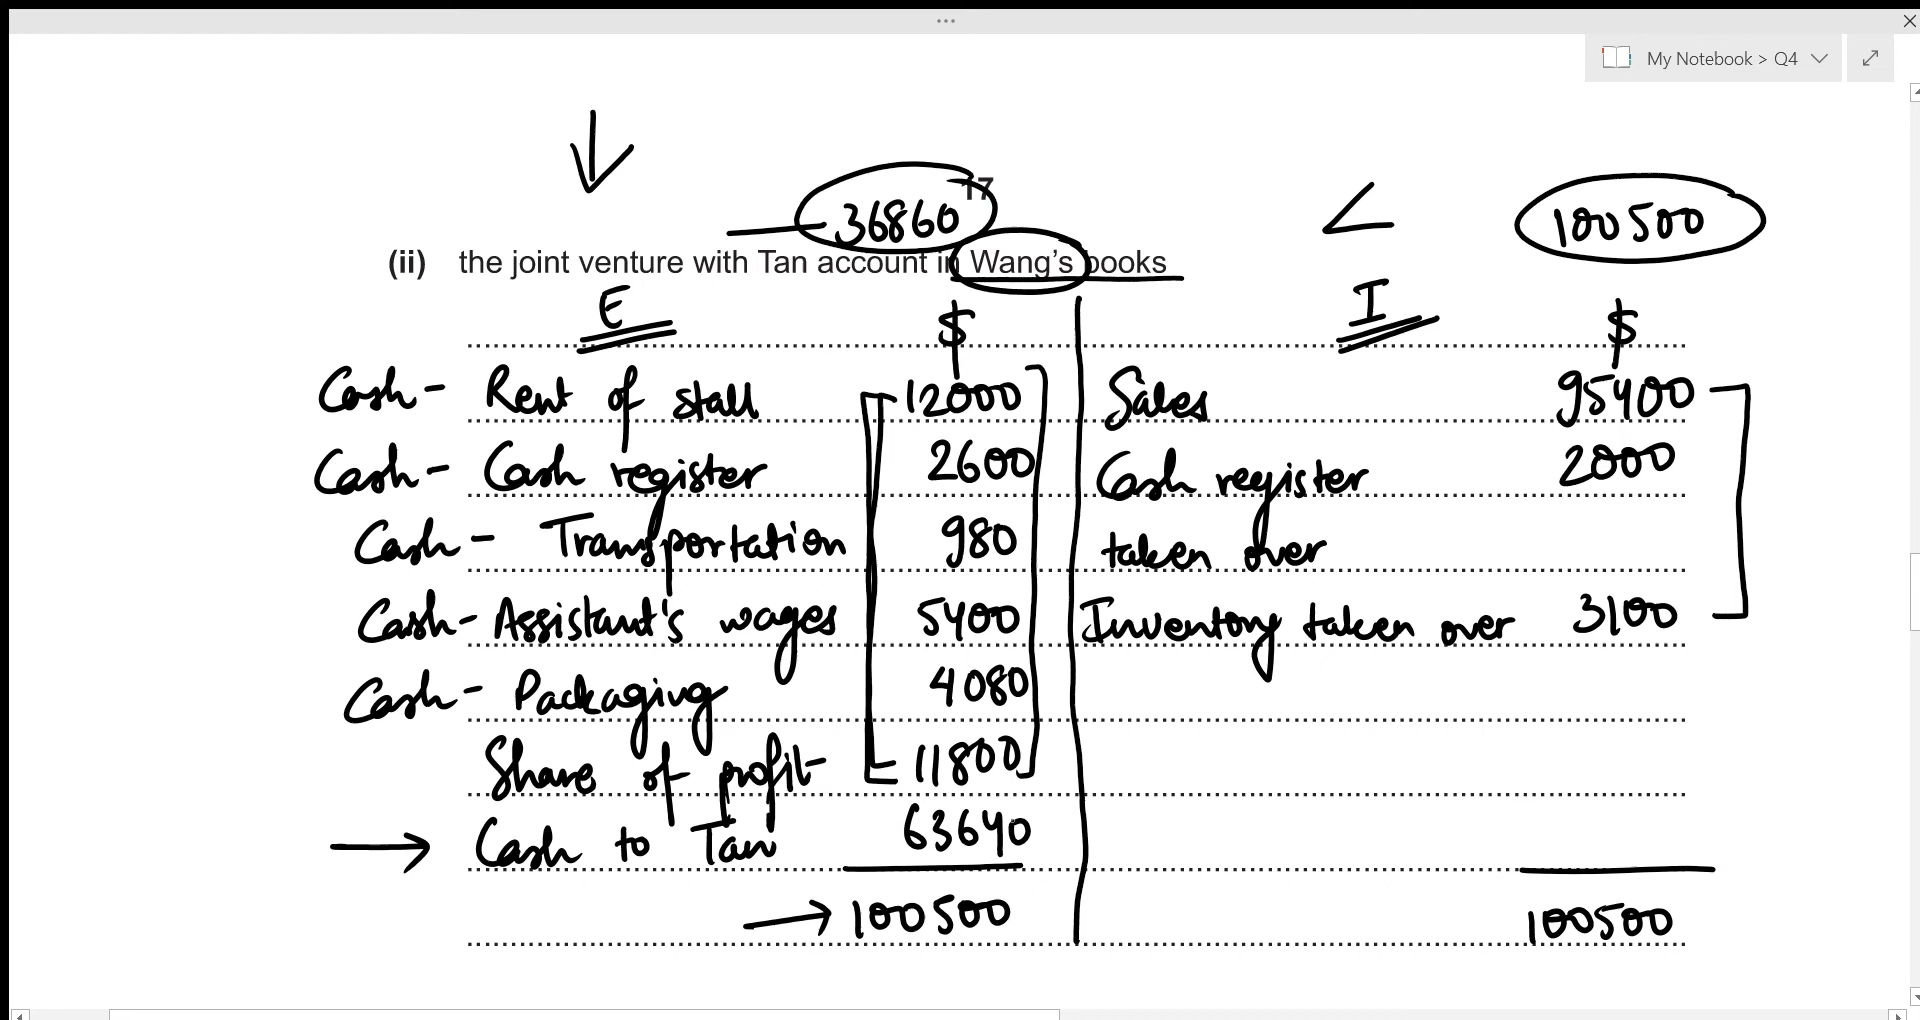 ...
My Notebook > Q4
17
36860
100500
(ii) the joint venture with Tan account in Wang's books
E $ I $
Cash - Rent of stall 12000 Sales 95400
Cash - Cash register 2600 Cash register 2000
Cash - Transportation 980 taken over
Cash - Assistant's wages 5400 Inventory taken over 3100
Cash - Packaging 4080
Share of profit 11800
→ Cash to Tan 63640
→ 100500 100500